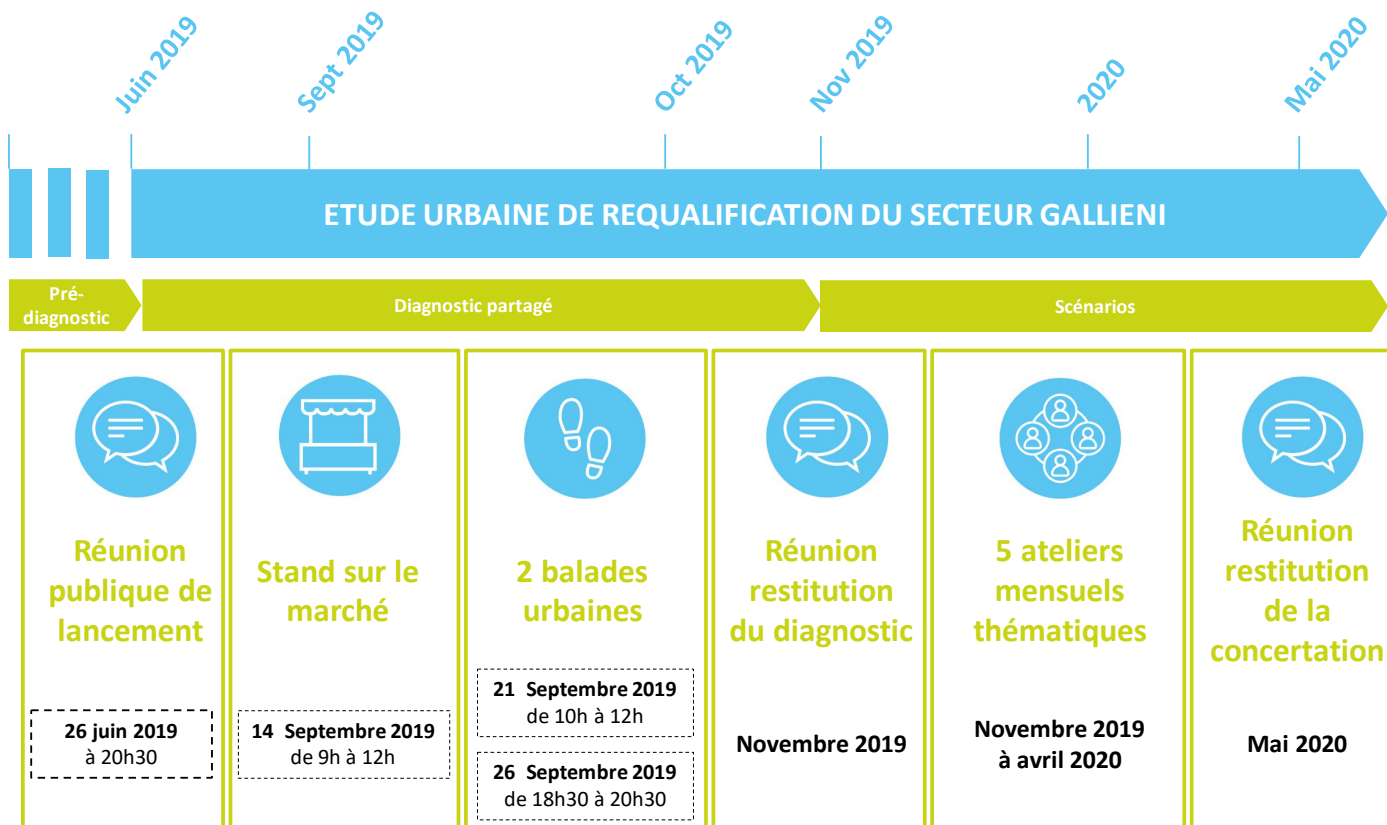 Juin 2019
Sept 2019
Oct 2019
Nov 2019
2020
Mai 2020
ETUDE URBAINE DE REQUALIFICATION DU SECTEUR GALLIENI
Pré-
diagnostic
Diagnostic partagé
Scénarios
Réunion
publique de
lancement
26 juin 2019
à 20h30
Stand sur le
marché
14 Septembre 2019
de 9h à 12h
2 balades
urbaines
21 Septembre 2019
de 10h à 12h
26 Septembre 2019
de 18h30 à 20h30
Réunion
restitution
du diagnostic
Novembre 2019
5 ateliers
mensuels
thématiques
Novembre 2019
à avril 2020
Réunion
restitution
de la
concertation
Mai 2020